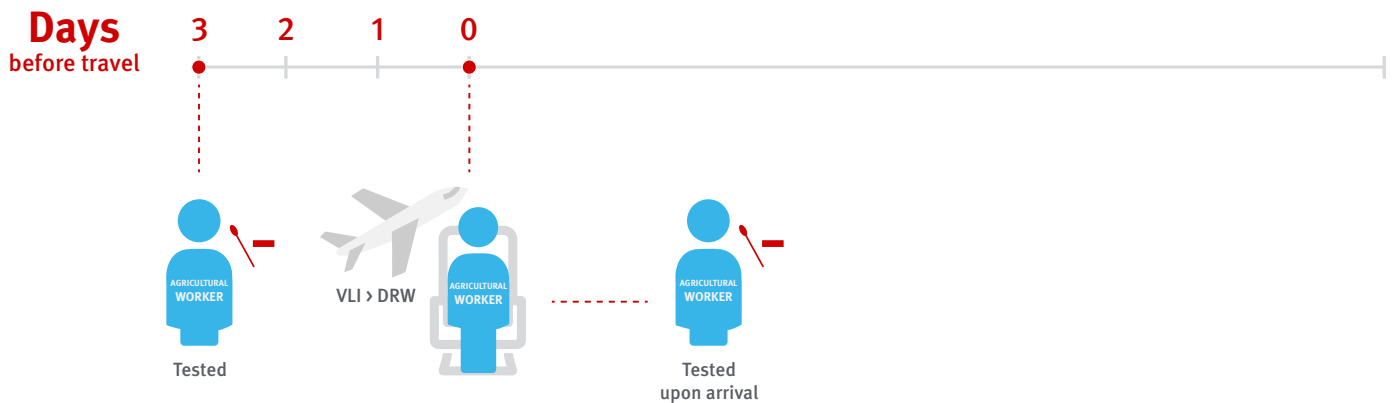 Days
before travel
3
2
1
0
AGRICULTURAL
WORKER
Tested
VLI > DRW
AGRICULTURAL
WORKER
AGRICULTURAL
WORKER
Tested
upon arrival